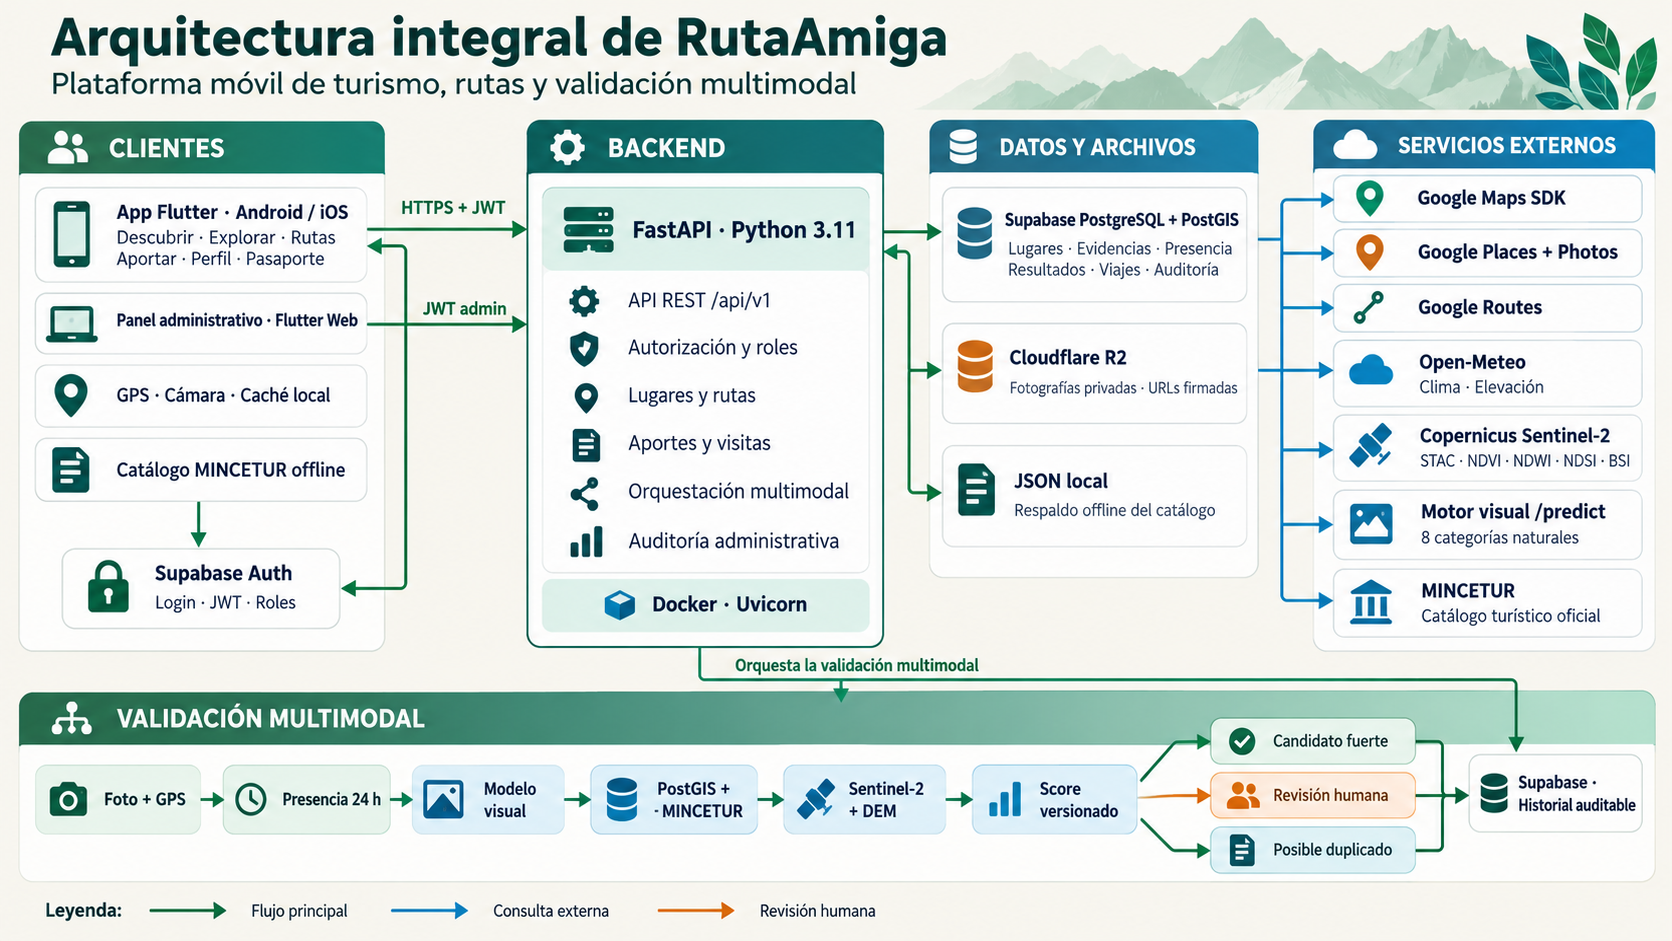 Arquitectura integral de RutaAmiga
Plataforma móvil de turismo, rutas y validación multimodal
CLIENTES
App Flutter · Android / iOS
Descubrir · Explorar · Rutas
Aportar · Perfil · Pasaporte
Panel administrativo · Flutter Web
GPS · Cámara · Caché local
Catálogo MINCETUR offline
Supabase Auth
Login · JWT · Roles
HTTPS + JWT
JWT admin
BACKEND
FastAPI · Python 3.11
API REST /api/v1
Autorización y roles
Lugares y rutas
Aportes y visitas
Orquestación multimodal
Auditoría administrativa
Docker · Uvicorn
DATOS Y ARCHIVOS
Supabase PostgreSQL + PostGIS
Lugares · Evidencias · Presencia
Resultados · Viajes · Auditoría
Cloudflare R2
Fotografías privadas · URLs firmadas
JSON local
Respaldo offline del catálogo
SERVICIOS EXTERNOS
Google Maps SDK
Google Places + Photos
Google Routes
Open-Meteo
Clima · Elevación
Copernicus Sentinel-2
STAC · NDVI · NDWI · NDSI · BSI
Motor visual /predict
8 categorías naturales
MINCETUR
Catálogo turístico oficial
Orquesta la validación multimodal
VALIDACIÓN MULTIMODAL
Foto + GPS
Presencia 24 h
Modelo
visual
PostGIS +
· MINCETUR
Sentinel-2
+ DEM
Score
versionado
Candidato fuerte
Revisión humana
Posible duplicado
Supabase ·
Historial auditable
Leyenda:
Flujo principal
Consulta externa
Revisión humana